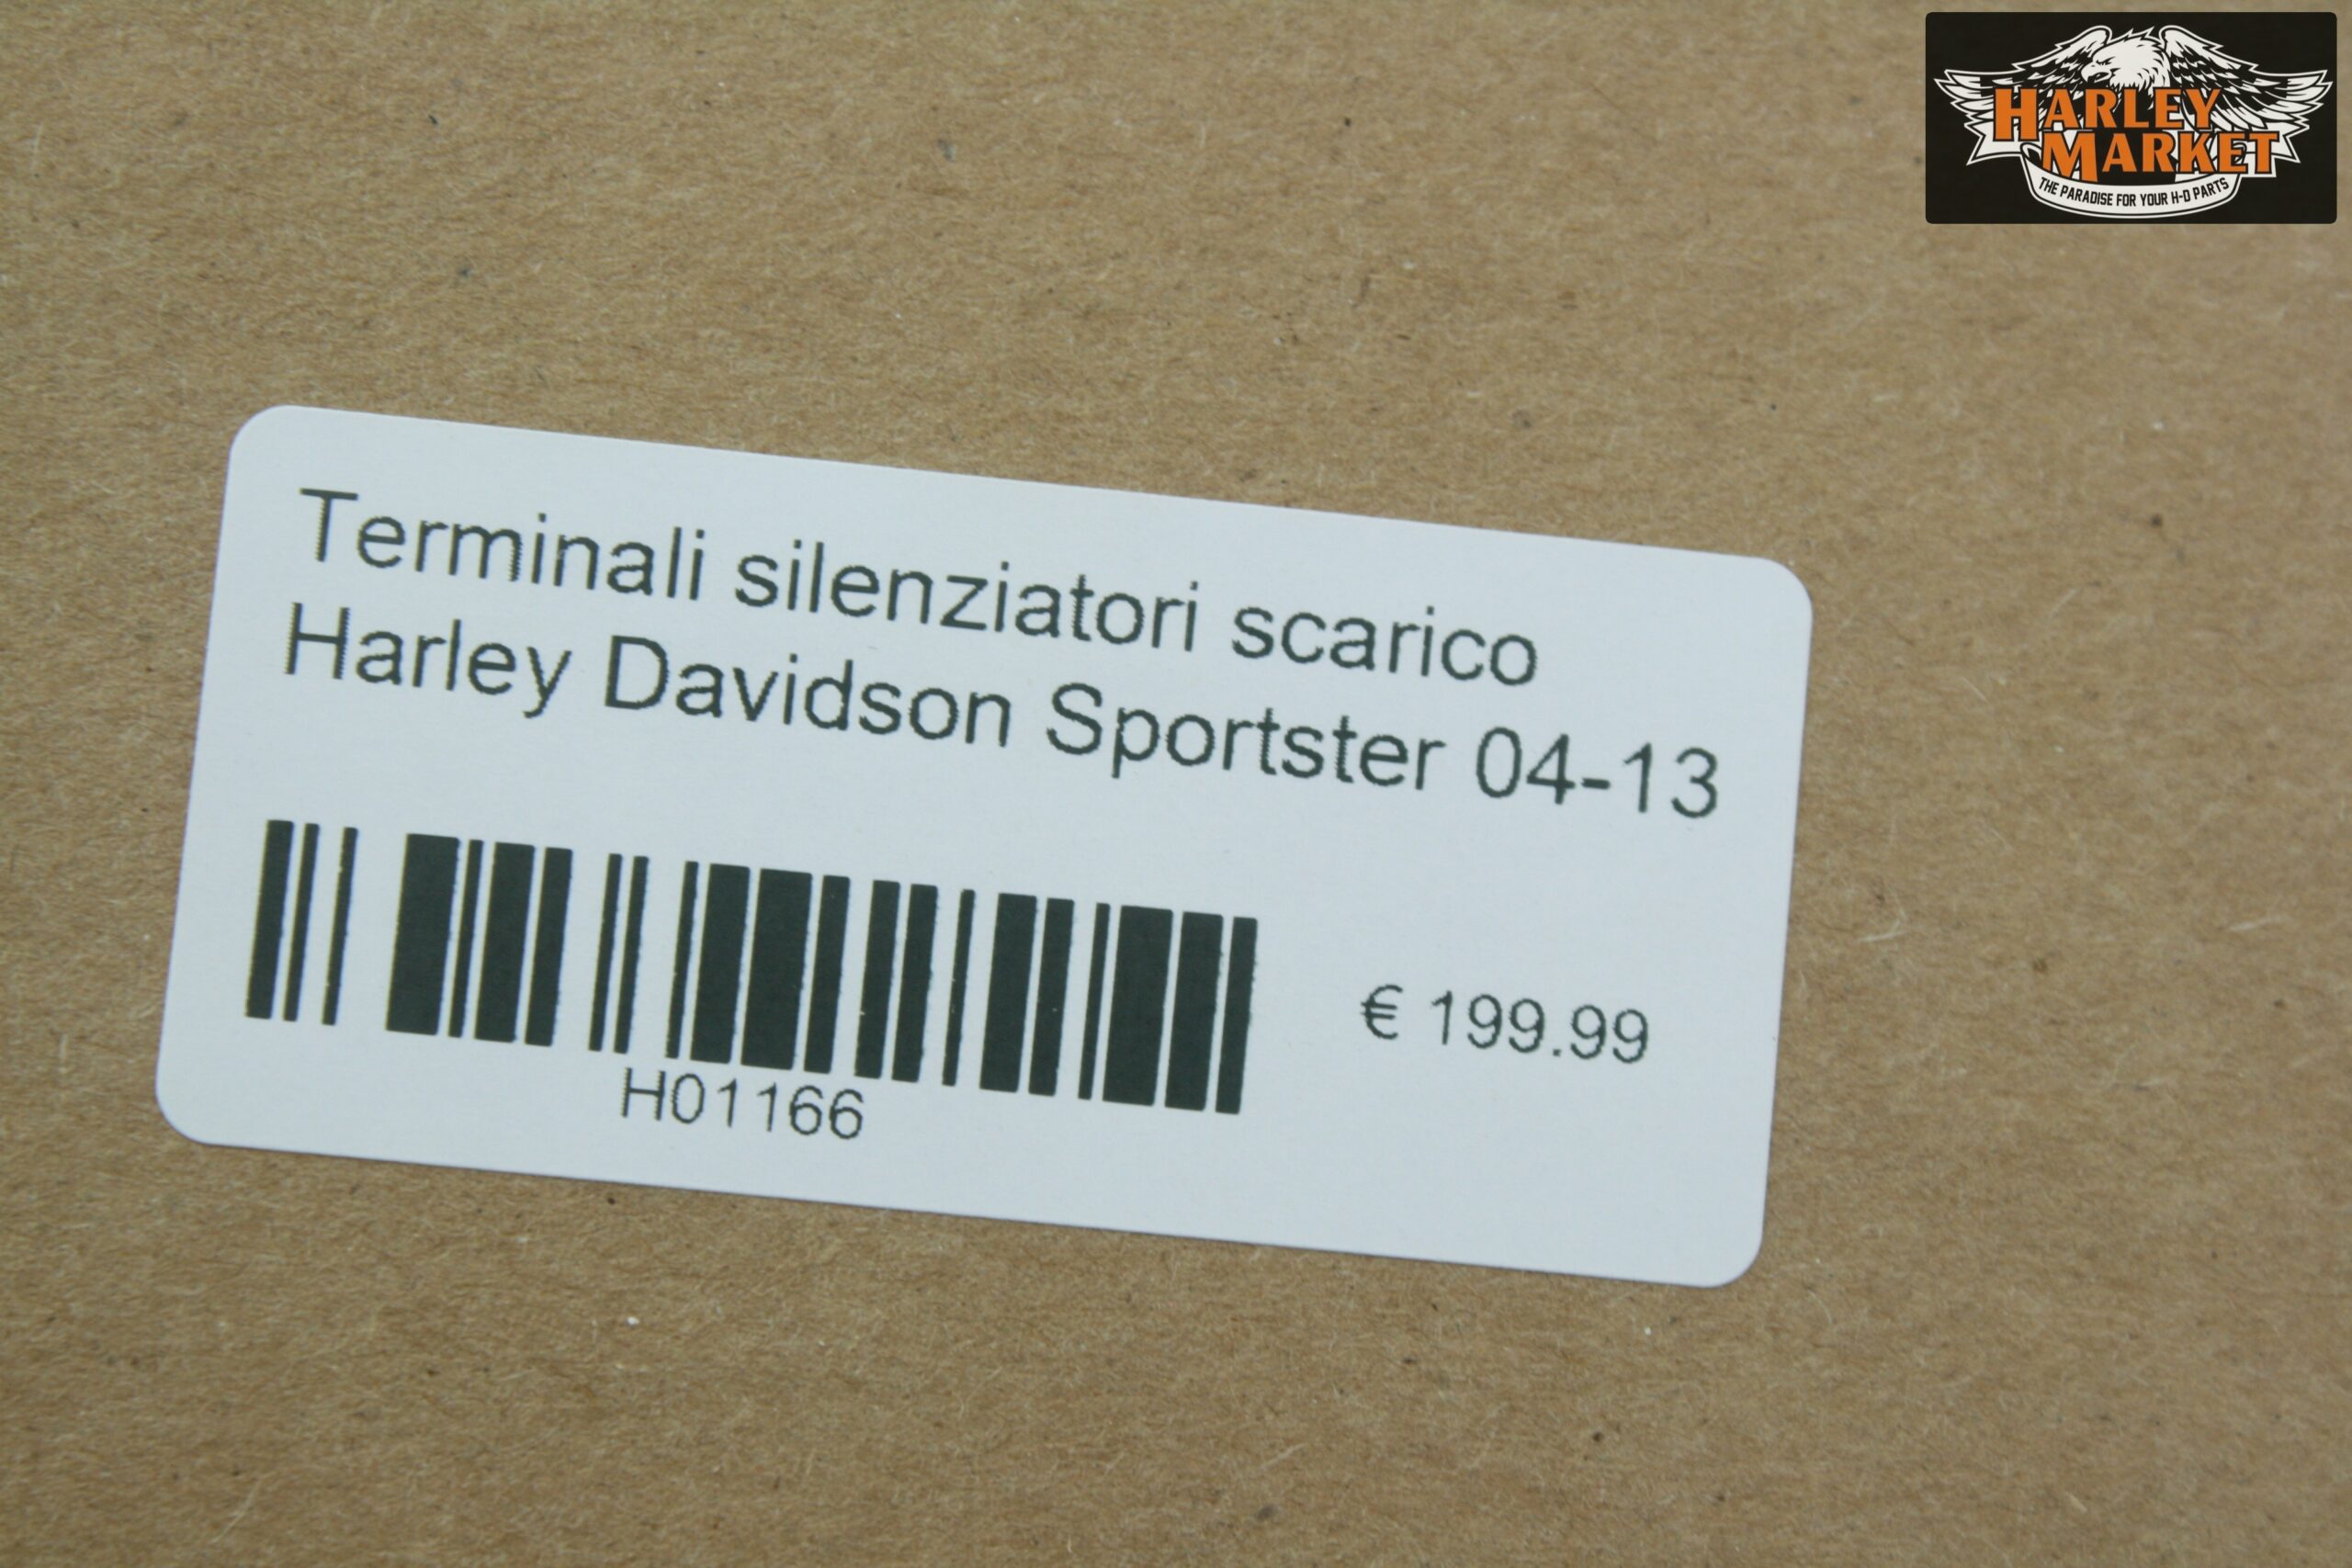 HARLEY
MARKET
THE PARADISE FOR YOUR H-D PARTS
Terminali silenziatori scarico
Harley Davidson Sportster 04-13
€ 199.99
H01166